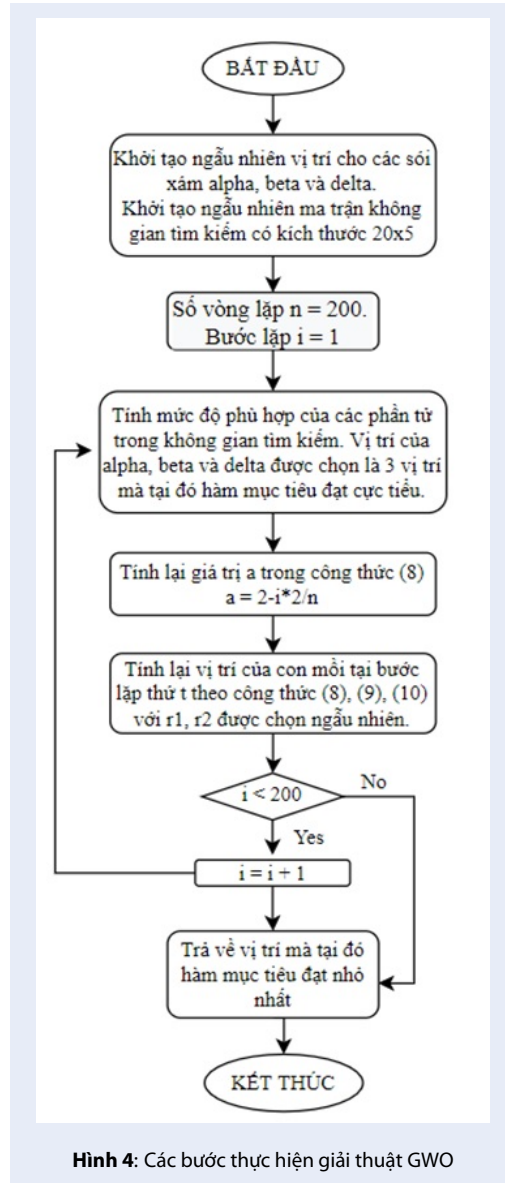 BẮT ĐẦU
Khởi tạo ngẫu nhiên vị trí cho các sói
xám alpha, beta và delta.
Khởi tạo ngẫu nhiên ma trận không
gian tìm kiếm có kích thước 20x5
Số vòng lặp n = 200.
Bước lặp i = 1
Tính mức độ phù hợp của các phần tử
trong không gian tìm kiếm. Vị trí của
alpha, beta và delta được chọn là 3 vị trí
mà tại đó hàm mục tiêu đạt cực tiểu.
Tính lại giá trị a trong công thức (8)
a = 2-i*2/n
Tính lại vị trí của con mồi tại bước
lặp thứ t theo công thức (8), (9), (10)
với r1, r2 được chọn ngẫu nhiên.
i < 200
No
Yes
i = i + 1
Trả về vị trí mà tại đó
hàm mục tiêu đạt nhỏ
nhất
KẾT THÚC
Hình 4: Các bước thực hiện giải thuật GWO